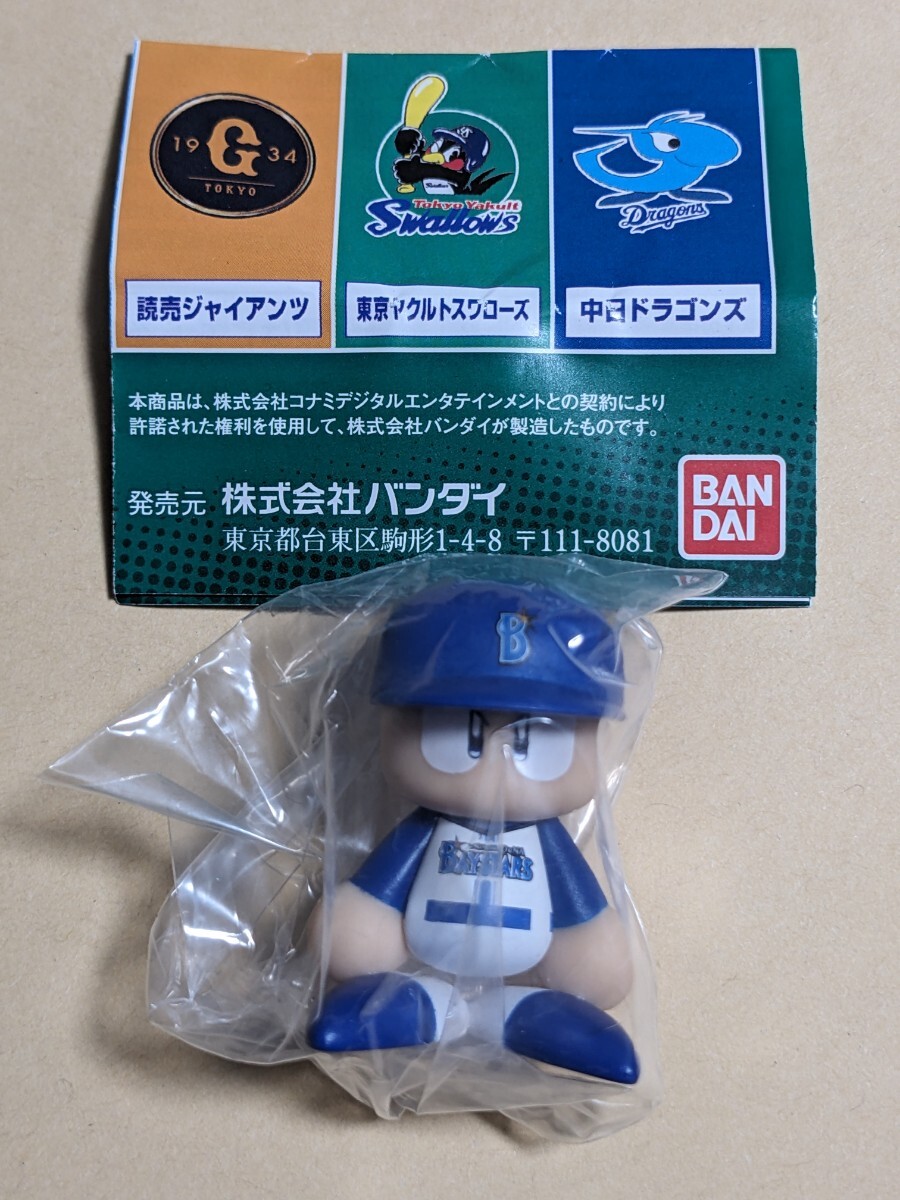 19 G 34
TOKYO
Tokyo Yakult
Swallows
Dragons
読売ジャイアンツ
東京ヤクルトスワローズ
中日ドラゴンズ
本商品は、株式会社コナミデジタルエンタテインメントとの契約により
許諾された権利を使用して、株式会社バンダイが製造したものです。
発売元 株式会社バンダイ
東京都台東区駒形1-4-8 〒111-8081
BAN
DAI
B
BAYSTARS